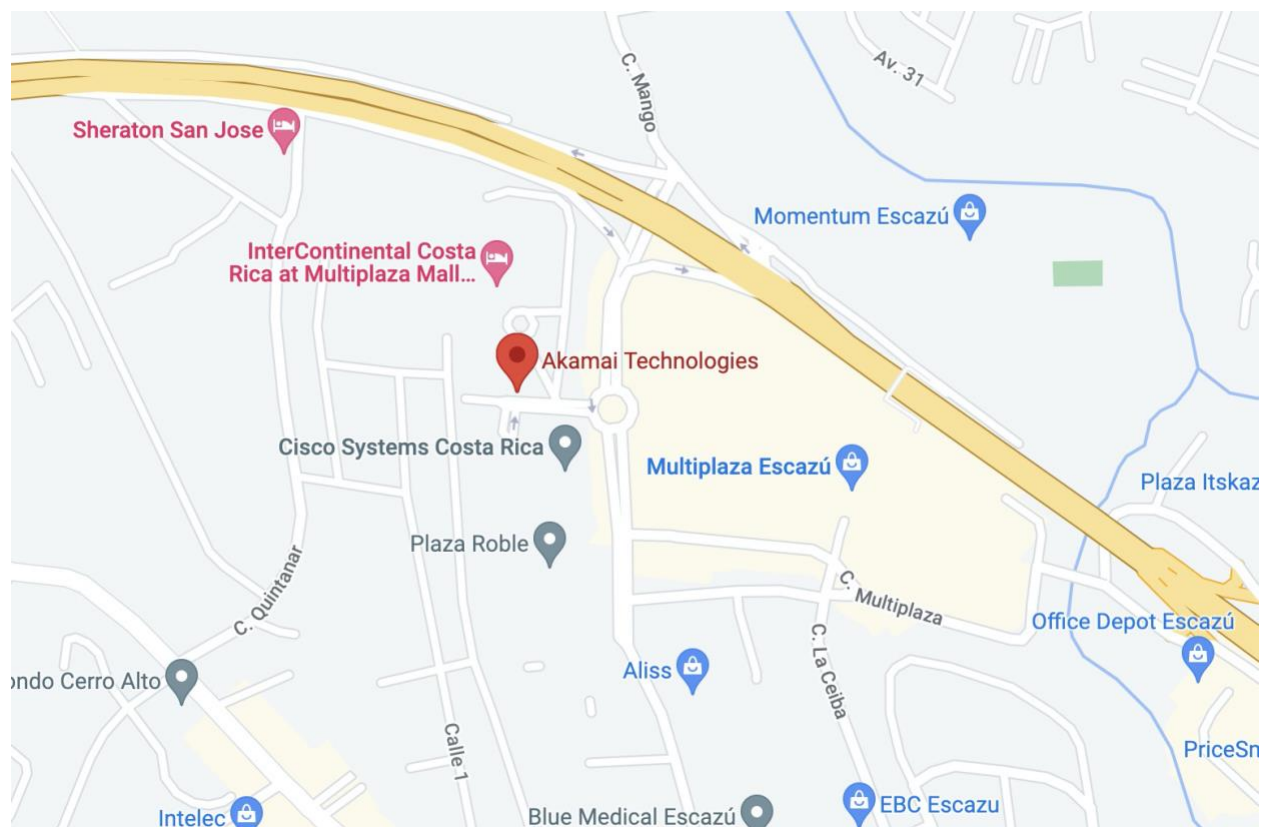 C. Mango
Av. 31
Sheraton San Jose
Momentum Escazú
InterContinental Costa
Rica at Multiplaza Mall...
Akamai Technologies
Cisco Systems Costa Rica
Multiplaza Escazú
Plaza Itskaz
Plaza Roble
C. Quintanar
C. Multiplaza
Office Depot Escazú
C. La Ceiba
Aliss
ondo Cerro Alto
Calle 1
PriceSm
Intelec
Blue Medical Escazú
EBC Escazu